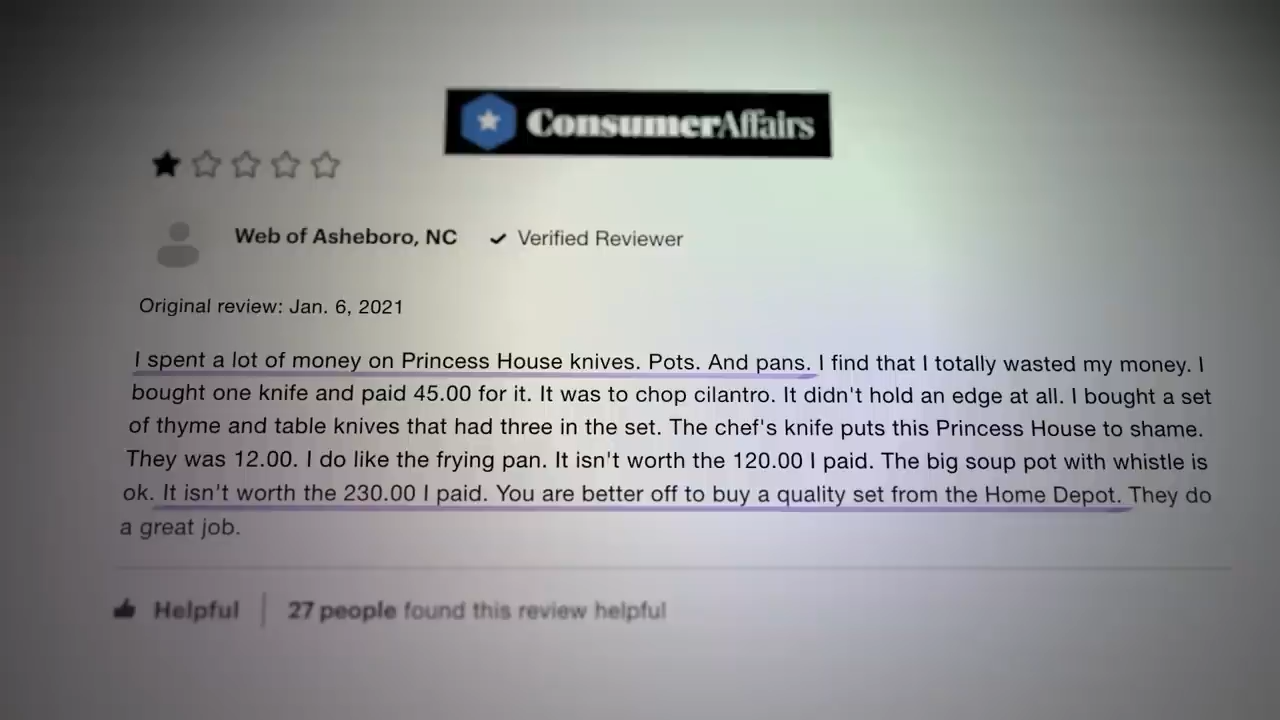 ConsumerAffairs
Web of Asheboro, NC ✓ Verified Reviewer
Original review: Jan. 6, 2021
I spent a lot of money on Princess House knives. Pots. And pans. I find that I totally wasted my money. I
bought one knife and paid 45.00 for it. It was to chop cilantro. It didn't hold an edge at all. I bought a set
of thyme and table knives that had three in the set. The chef's knife puts this Princess House to shame.
They was 12.00. I do like the frying pan. It isn't worth the 120.00 I paid. The big soup pot with whistle is
ok. It isn't worth the 230.00 I paid. You are better off to buy a quality set from the Home Depot. They do
a great job.
Helpful | 27 people found this review helpful